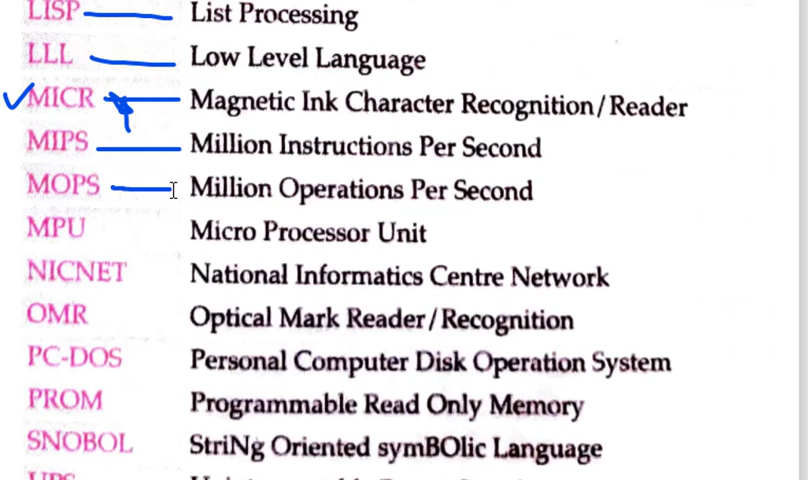 LISP List Processing
LLL Low Level Language
MICR Magnetic Ink Character Recognition/Reader
MIPS Million Instructions Per Second
MOPS Million Operations Per Second
MPU Micro Processor Unit
NICNET National Informatics Centre Network
OMR Optical Mark Reader/Recognition
PC-DOS Personal Computer Disk Operation System
PROM Programmable Read Only Memory
SNOBOL StriNg Oriented symBOlic Language